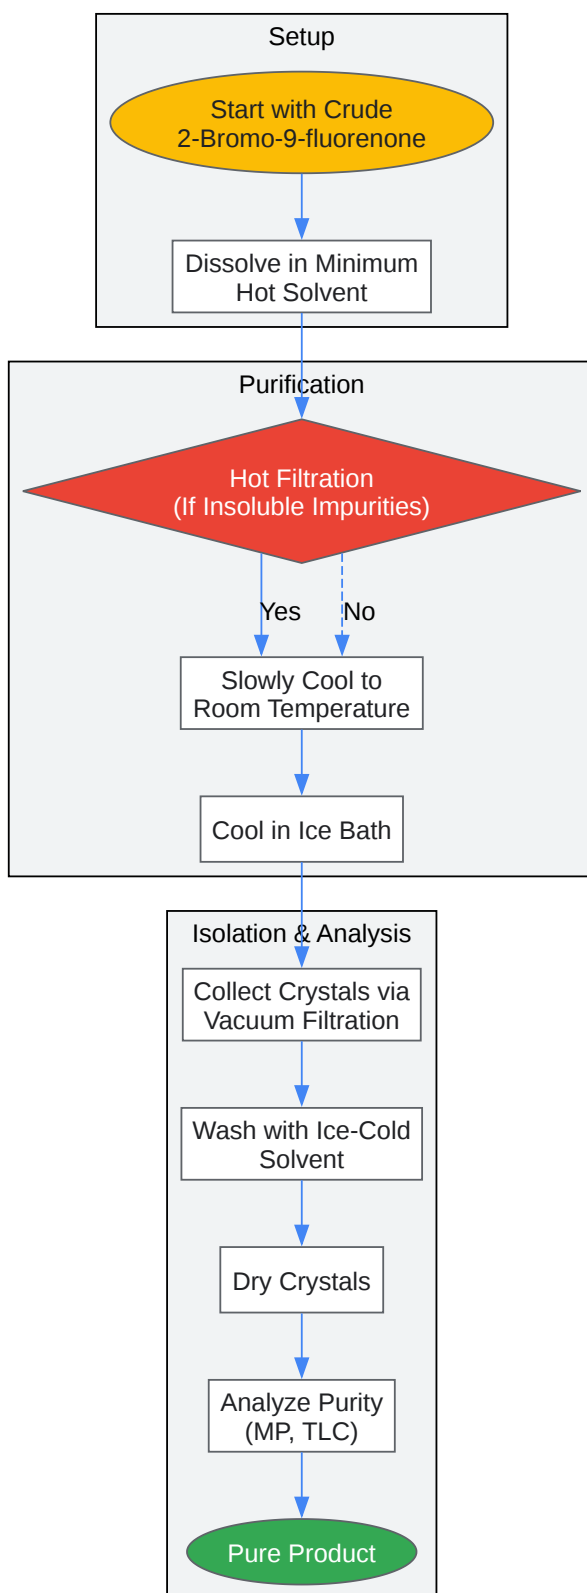 Setup
Start with Crude
2-Bromo-9-fluorenone
Dissolve in Minimum
Hot Solvent
Purification
Hot Filtration
(If Insoluble Impurities)
Yes
No
Slowly Cool to
Room Temperature
Cool in Ice Bath
Isolation & Analysis
Collect Crystals via
Vacuum Filtration
Wash with Ice-Cold
Solvent
Dry Crystals
Analyze Purity
(MP, TLC)
Pure Product